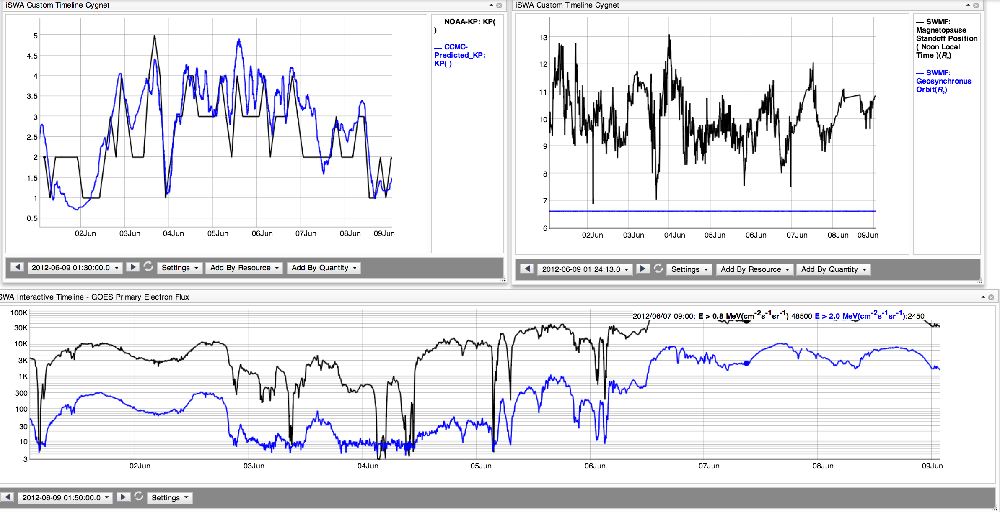 iSWA Custom Timeline Cygnet
5
4.5
4
3.5
3
2.5
2
1.5
1
0.5
02Jun 03Jun 04Jun 05Jun 06Jun 07Jun 08Jun 09Jun
— NOAA-KP: KP(
)
— CCMC-
Predicted_KP:
KP( )
2012-06-09 01:30:00.0 Settings Add By Resource Add By Quantity
iSWA Custom Timeline Cygnet
13
12
11
10
9
8
7
6
02Jun 03Jun 04Jun 05Jun 06Jun 07Jun 08Jun 09Jun
— SWMF:
Magnetopause
Standoff Position
( Noon Local
Time )(Re)
— SWMF:
Geosynchronus
Orbit(Re)
2012-06-09 01:24:13.0 Settings Add By Resource Add By Quantity
SWA Interactive Timeline - GOES Primary Electron Flux
2012/06/07 09:00: E > 0.8 MeV(cm-2s-1sr-1):48500 E > 2.0 MeV(cm-2s-1sr-1):2450
100K
30K
10K
3K
1K
300
100
30
10
3
02Jun 03Jun 04Jun 05Jun 06Jun 07Jun 08Jun 09Jun
2012-06-09 01:50:00.0 Settings